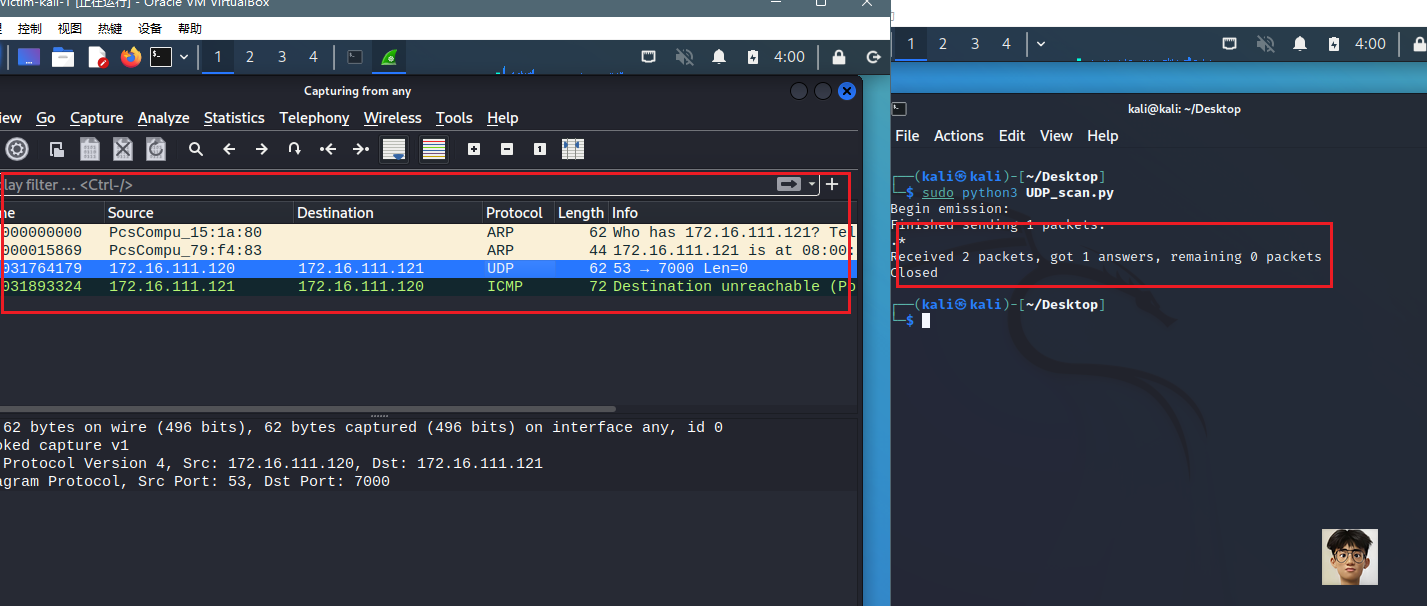 Victim-kali-1 [正在运行] - Oracle VM VirtualBox
控制 视图 热键 设备 帮助
1 2 3 4 4:00
Capturing from any
iew Go Capture Analyze Statistics Telephony Wireless Tools Help
lay filter … <Ctrl-/>
me Source Destination Protocol Length Info
000000000 PcsCompu_15:1a:80 ARP 62 Who has 172.16.111.121? Tel
000015869 PcsCompu_79:f4:83 ARP 44 172.16.111.121 is at 08:00:
031764179 172.16.111.120 172.16.111.121 UDP 62 53 → 7000 Len=0
031893324 172.16.111.121 172.16.111.120 ICMP 72 Destination unreachable (Po
62 bytes on wire (496 bits), 62 bytes captured (496 bits) on interface any, id 0
oked capture v1
Protocol Version 4, Src: 172.16.111.120, Dst: 172.16.111.121
agram Protocol, Src Port: 53, Dst Port: 7000
1 2 3 4 4:00
kali@kali: ~/Desktop
File Actions Edit View Help
┌──(kali㉿kali)-[~/Desktop]
└─$ sudo python3 UDP_scan.py
Begin emission:
Finished sending 1 packets.
.*
Received 2 packets, got 1 answers, remaining 0 packets
Closed
┌──(kali㉿kali)-[~/Desktop]
└─$